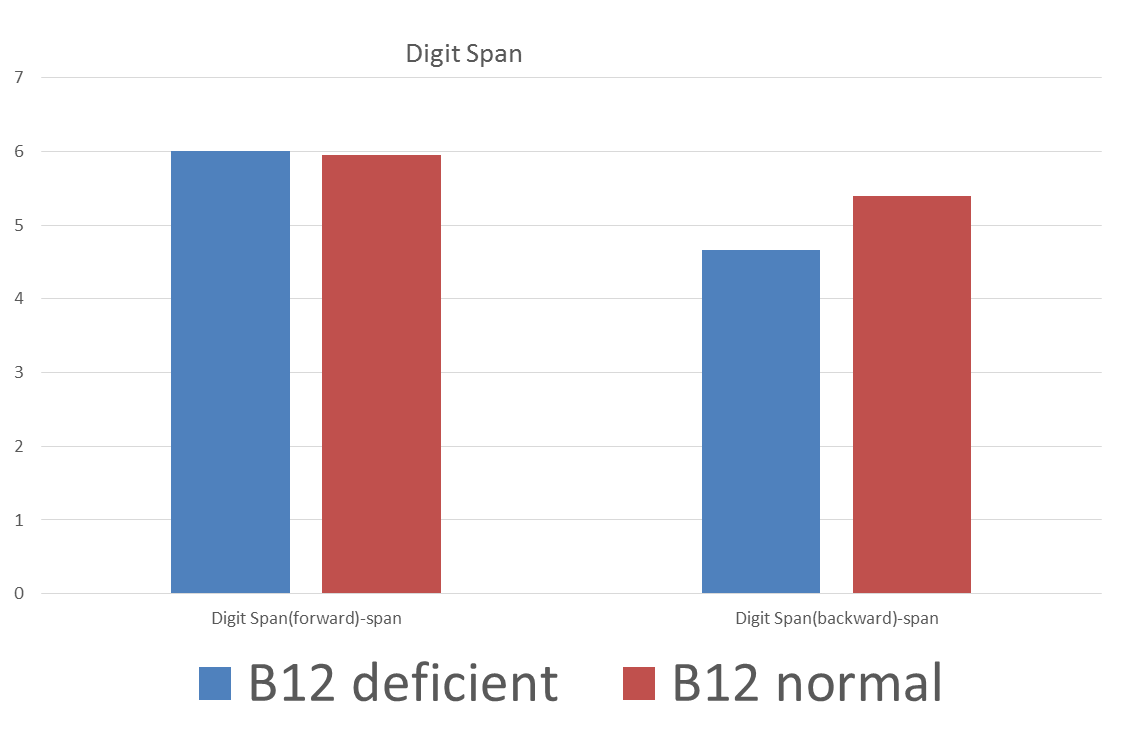 Digit Span
7
6
5
4
3
2
1
0
Digit Span(forward)-span
Digit Span(backward)-span
B12 deficient
B12 normal